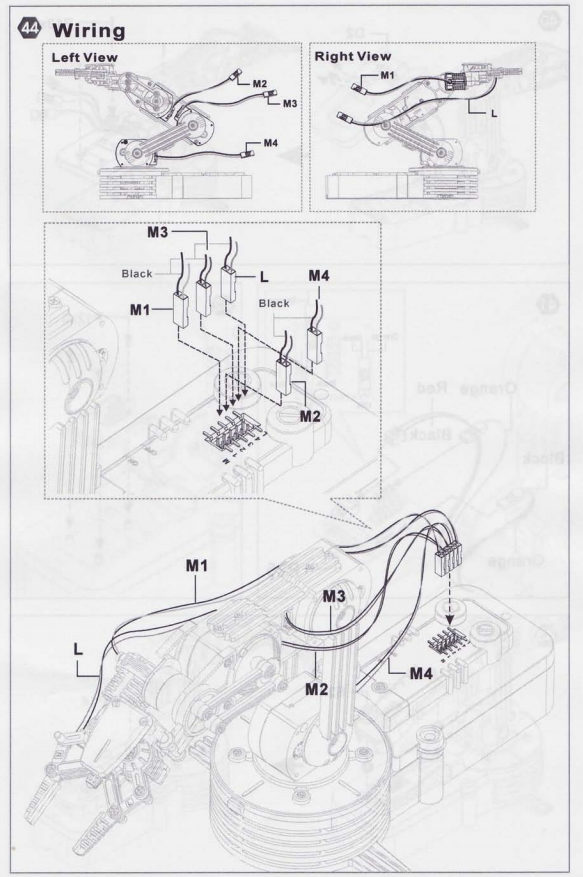 44 Wiring
Left View
M2
M3
M4
Right View
M1
L
M3
Black
L
M4
M1
Black
M2
M1
M3
L
M2
M4